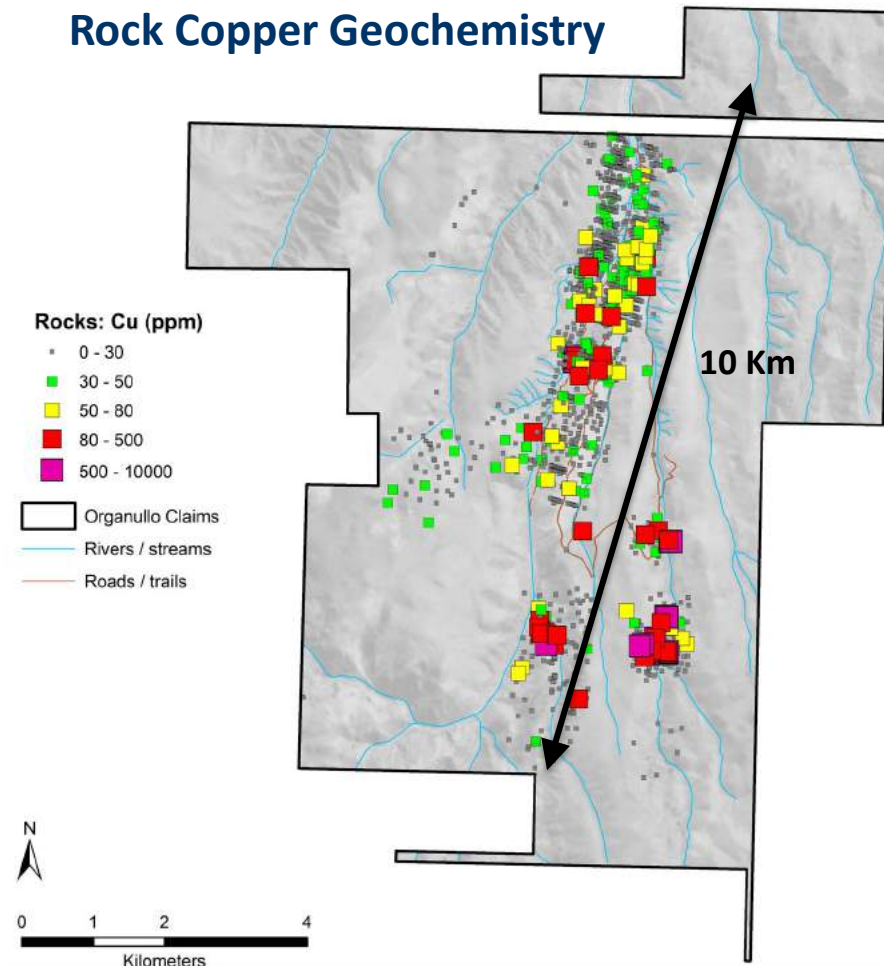 Rock Copper Geochemistry
10 Km
Rocks: Cu (ppm)
0 - 30
30 - 50
50 - 80
80 - 500
500 - 10000
Organullo Claims
Rivers / streams
Roads / trails
N
0 1 2 4
Kilometers